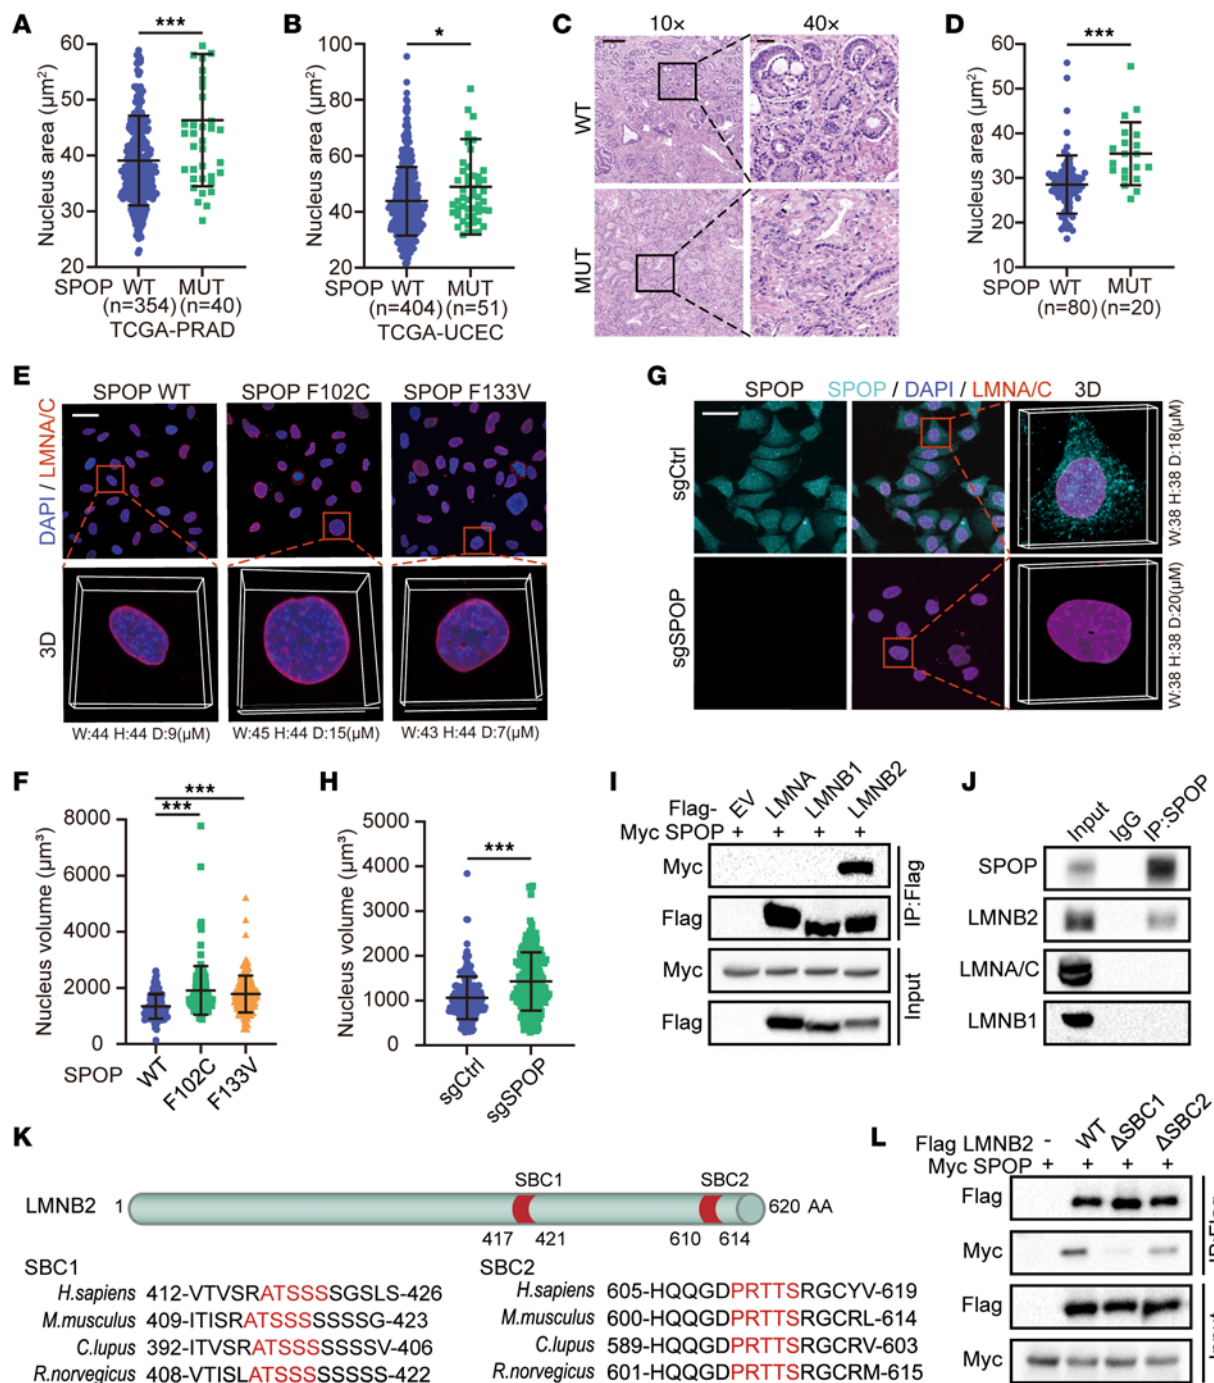 A
***
Nucleus area (µm²)
60
50
40
30
20
SPOP WT MUT
(n=354) (n=40)
TCGA-PRAD
B
*
Nucleus area (µm²)
100
80
60
40
20
SPOP WT MUT
(n=404) (n=51)
TCGA-UCEC
C
10× 40×
WT
MUT
D
***
Nucleus area (µm²)
60
50
40
30
20
10
SPOP WT MUT
(n=80) (n=20)
E
SPOP WT SPOP F102C SPOP F133V
DAPI / LMNA/C
3D
W:44 H:44 D:9(µM) W:45 H:44 D:15(µM) W:43 H:44 D:7(µM)
G
SPOP SPOP / DAPI / LMNA/C 3D
sgCtrl
sgSPOP
W:38 H:38 D:18(µM)
W:38 H:38 D:20(µM)
F
***
***
Nucleus volume (µm³)
8000
6000
4000
2000
0
SPOP WT F102C F133V
H
***
Nucleus volume (µm³)
5000
4000
3000
2000
1000
0
sgCtrl sgSPOP
I
Flag- EV LMNA LMNB1 LMNB2
Myc SPOP + + + +
Myc
Flag
IP:Flag
Myc
Flag
Input
J
Input IgG IP:SPOP
SPOP
LMNB2
LMNA/C
LMNB1
K
SBC1 SBC2
LMNB2 1 620 AA
417 421 610 614
SBC1
H.sapiens 412-VTVSRATSSSSGSLS-426
M.musculus 409-ITISRATSSSSSSG-423
C.lupus 392-ITVSRATSSSSSSSV-406
R.norvegicus 408-VTISLATSSSSSSS-422
SBC2
H.sapiens 605-HQQGDPRTTSRGCYV-619
M.musculus 600-HQQGDPRTTSRGCRL-614
C.lupus 589-HQQGDPRTTSRGCRV-603
R.norvegicus 601-HQQGDPRTTSRGCRM-615
L
Flag LMNB2 - WT ΔSBC1 ΔSBC2
Myc SPOP + + + +
Flag
Myc
IP:Flag
Flag
Myc
Input